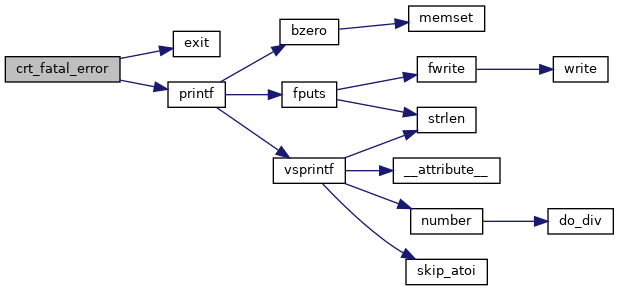 crt_fatal_error
exit
printf
bzero
memset
fputs
fwrite
write
strlen
vsprintf
__attribute__
number
do_div
skip_atoi